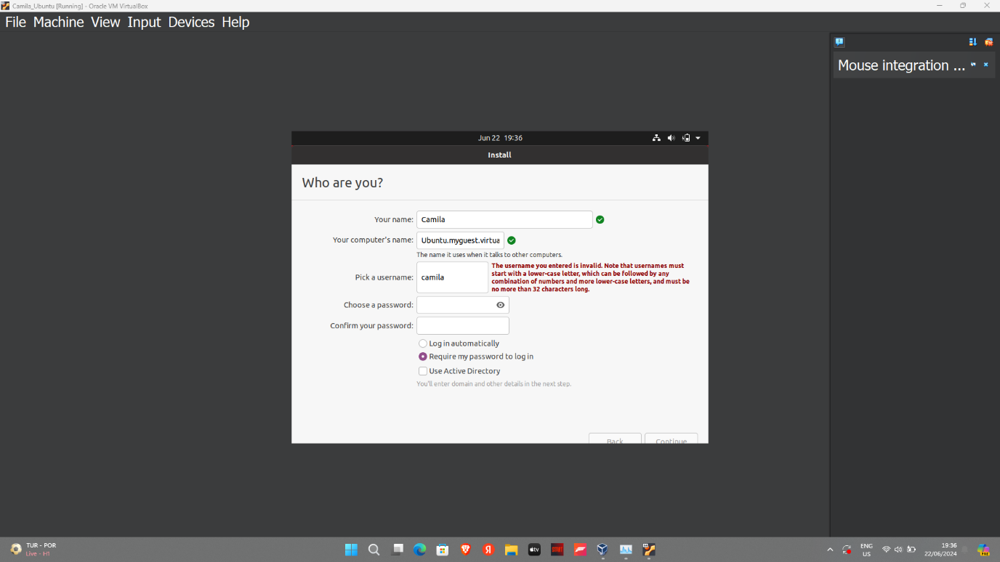 Camila_Ubuntu [Running] - Oracle VM VirtualBox
File Machine View Input Devices Help
Mouse integration ...
Jun 22 19:36
Install
Who are you?
Your name: Camila
Your computer's name: Ubuntu.myguest.virtua
The name it uses when it talks to other computers.
Pick a username: camila
The username you entered is invalid. Note that usernames must
start with a lower-case letter, which can be followed by any
combination of numbers and more lower-case letters, and must be
no more than 32 characters long.
Choose a password:
Confirm your password:
Log in automatically
Require my password to log in
Use Active Directory
You'll enter domain and other details in the next step.
Back Continue
TUR - POR
Live - H1
tv
START
ENG
US
19:36
22/06/2024
PRE